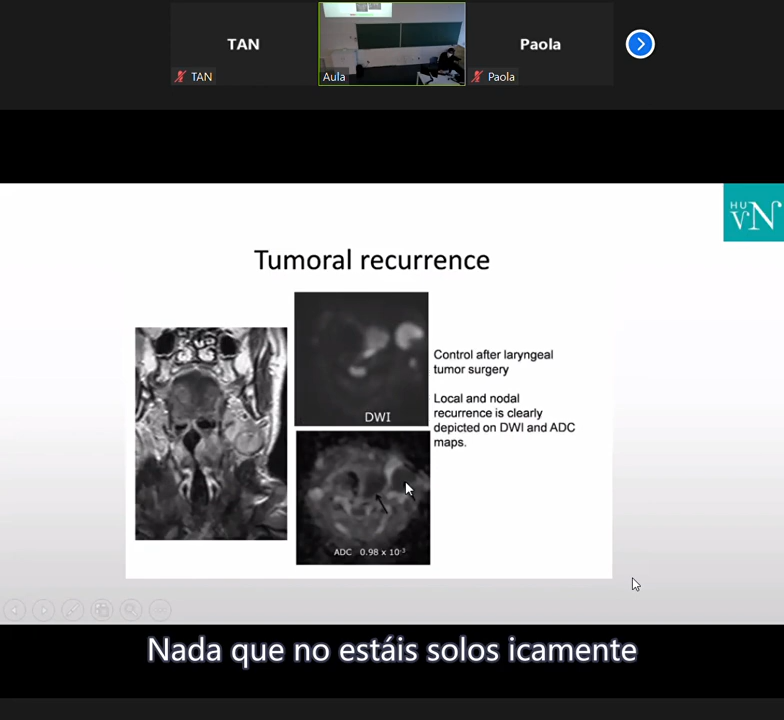 TAN
Paola
TAN
Aula
Paola
HU
VN
Tumoral recurrence
Control after laryngeal
tumor surgery
Local and nodal
recurrence is clearly
depicted on DWI and ADC
maps.
DWI
ADC 0.98 x 10⁻³
Nada que no estáis solos icamente